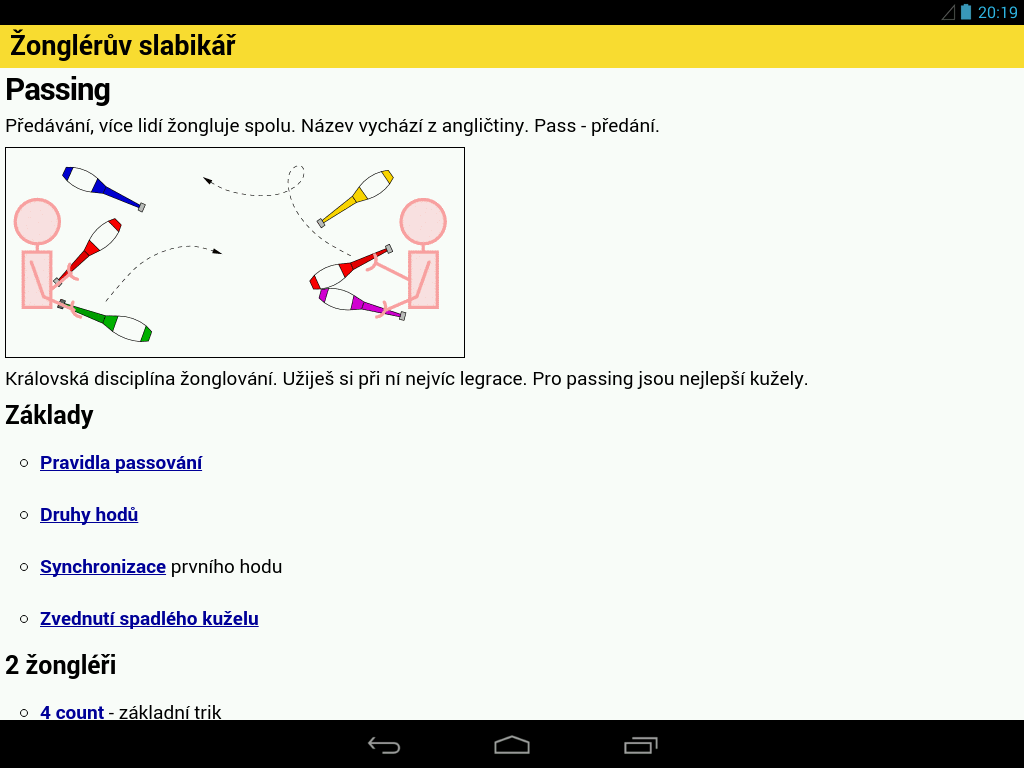 20:19
Žonglérův slabikář
Passing
Předávání, více lidí žongluje spolu. Název vychází z angličtiny. Pass - předání.
Královská disciplína žonglování. Užiješ si při ní nejvíc legrace. Pro passing jsou nejlepší kužely.
Základy
Pravidla passování
Druhy hodů
Synchronizace prvního hodu
Zvednutí spadlého kuželu
2 žongléři
4 count - základní trik